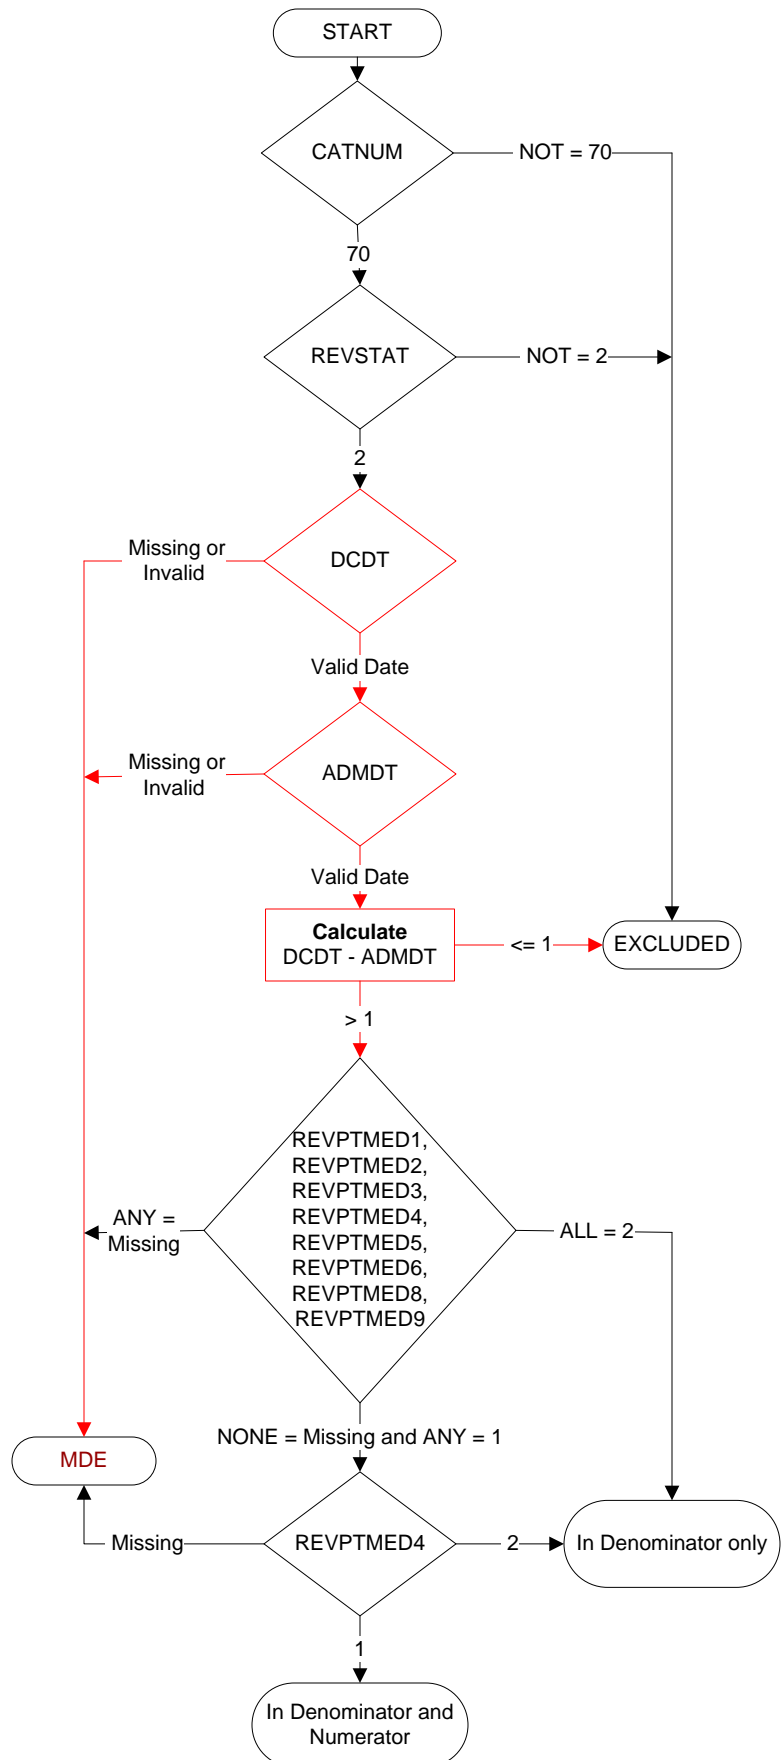 START
CATNUM
NOT = 70
70
REVSTAT
NOT = 2
2
Missing or
Invalid
DCDT
Valid Date
Missing or
Invalid
ADMDT
Valid Date
Calculate
DCDT - ADMDT
<= 1
EXCLUDED
> 1
REVPTMED1,
REVPTMED2,
REVPTMED3,
REVPTMED4,
REVPTMED5,
REVPTMED6,
REVPTMED8,
REVPTMED9
ANY =
Missing
ALL = 2
NONE = Missing and ANY = 1
MDE
Missing
REVPTMED4
2
In Denominator only
1
In Denominator and
Numerator